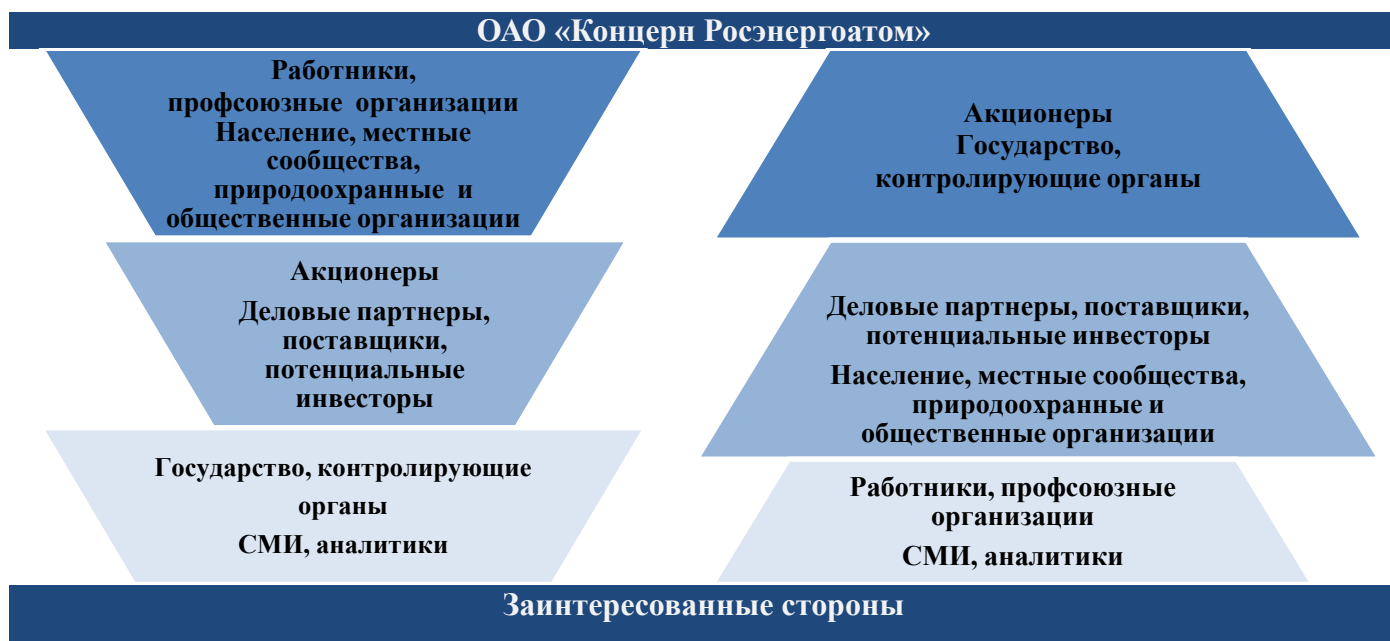 ОАО «Концерн Росэнергоатом»
Работники,
профсоюзные организации
Население, местные
сообщества,
природоохранные и
общественные организации
Акционеры
Деловые партнеры,
поставщики,
потенциальные
инвесторы
Государство, контролирующие
органы
СМИ, аналитики
Акционеры
Государство,
контролирующие органы
Деловые партнеры, поставщики,
потенциальные инвесторы
Население, местные сообщества,
природоохранные и
общественные организации
Работники, профсоюзные
организации
СМИ, аналитики
Заинтересованные стороны